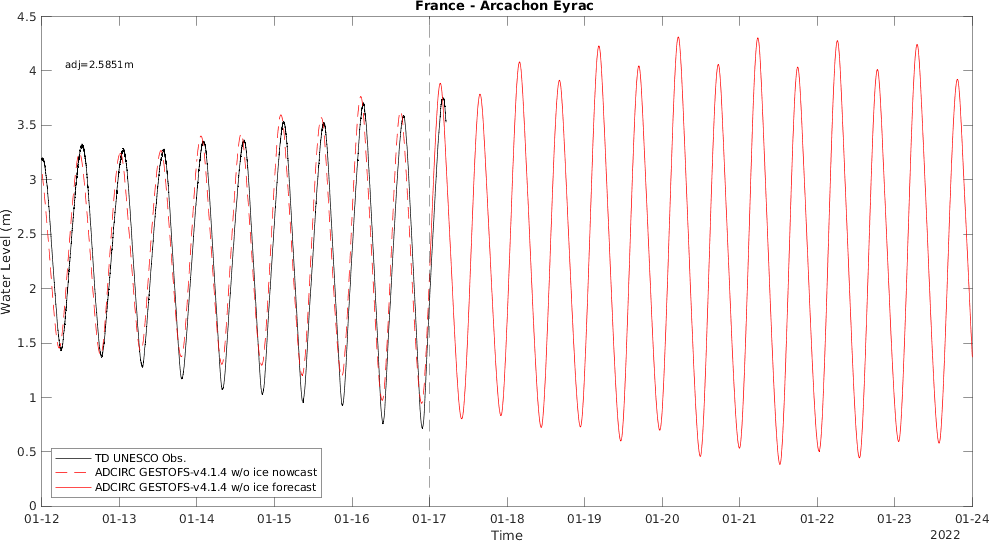 France - Arcachon Eyrac
adj=2.5851m
4.5
4
3.5
3
2.5
2
1.5
1
0.5
0
Water Level (m)
TD UNESCO Obs.
ADCIRC GESTOFS-v4.1.4 w/o ice nowcast
ADCIRC GESTOFS-v4.1.4 w/o ice forecast
01-12 01-13 01-14 01-15 01-16 01-17 01-18 01-19 01-20 01-21 01-22 01-23 01-24
Time
2022